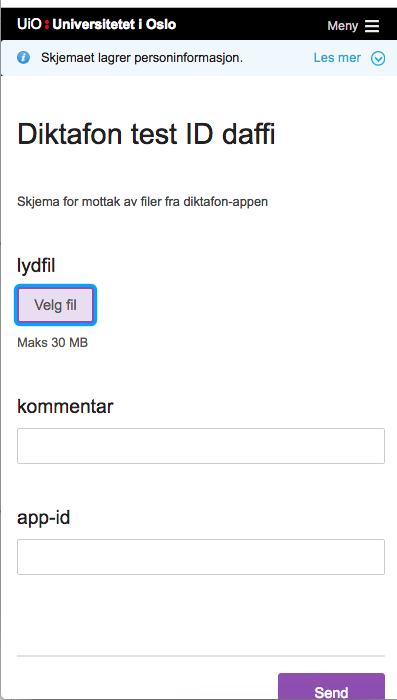 UiO : Universitetet i Oslo
Meny
Skjemaet lagrer personinformasjon.
Les mer
Diktafon test ID daffi
Skjema for mottak av filer fra diktafon-appen
lydfil
Velg fil
Maks 30 MB
kommentar
app-id
Send